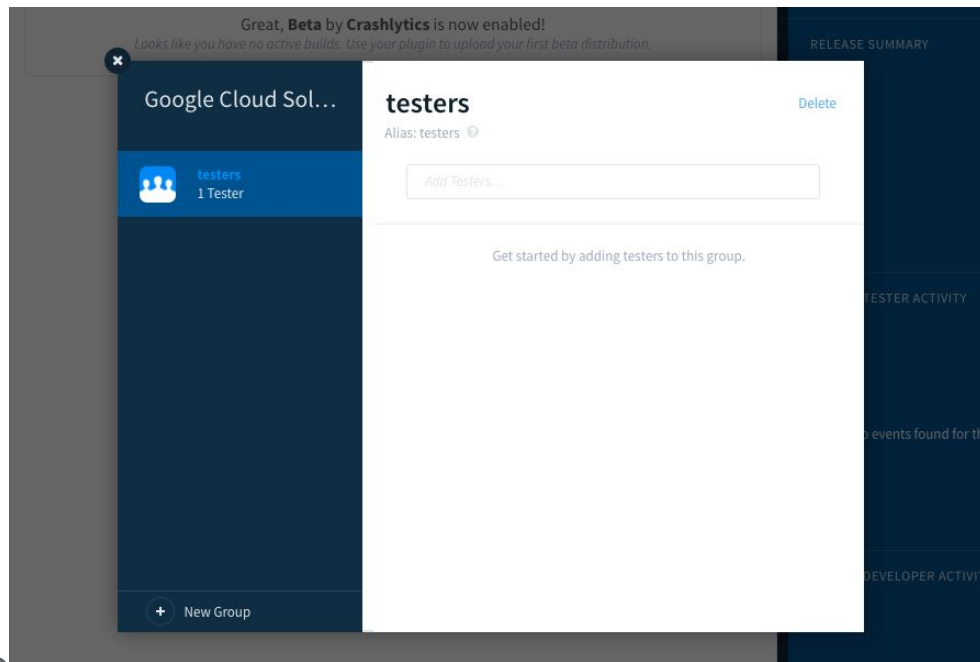 Great, Beta by Crashlytics is now enabled!
Looks like you have no active builds. Use your plugin to upload your first beta distribution.
RELEASE SUMMARY
Google Cloud Sol...
testers
1 Tester
New Group
testers
Delete
Alias: testers
Add Testers...
Get started by adding testers to this group.
TESTER ACTIVITY
events found for
DEVELOPER